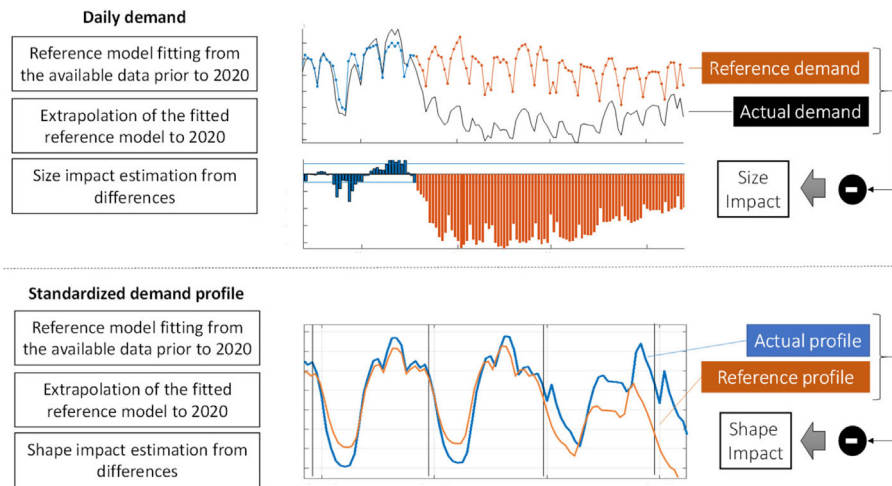 Daily demand
Reference model fitting from
the available data prior to 2020
Extrapolation of the fitted
reference model to 2020
Size impact estimation from
differences
Reference demand
Actual demand
Size
Impact
Standardized demand profile
Reference model fitting from
the available data prior to 2020
Extrapolation of the fitted
reference model to 2020
Shape impact estimation from
differences
Actual profile
Reference profile
Shape
Impact